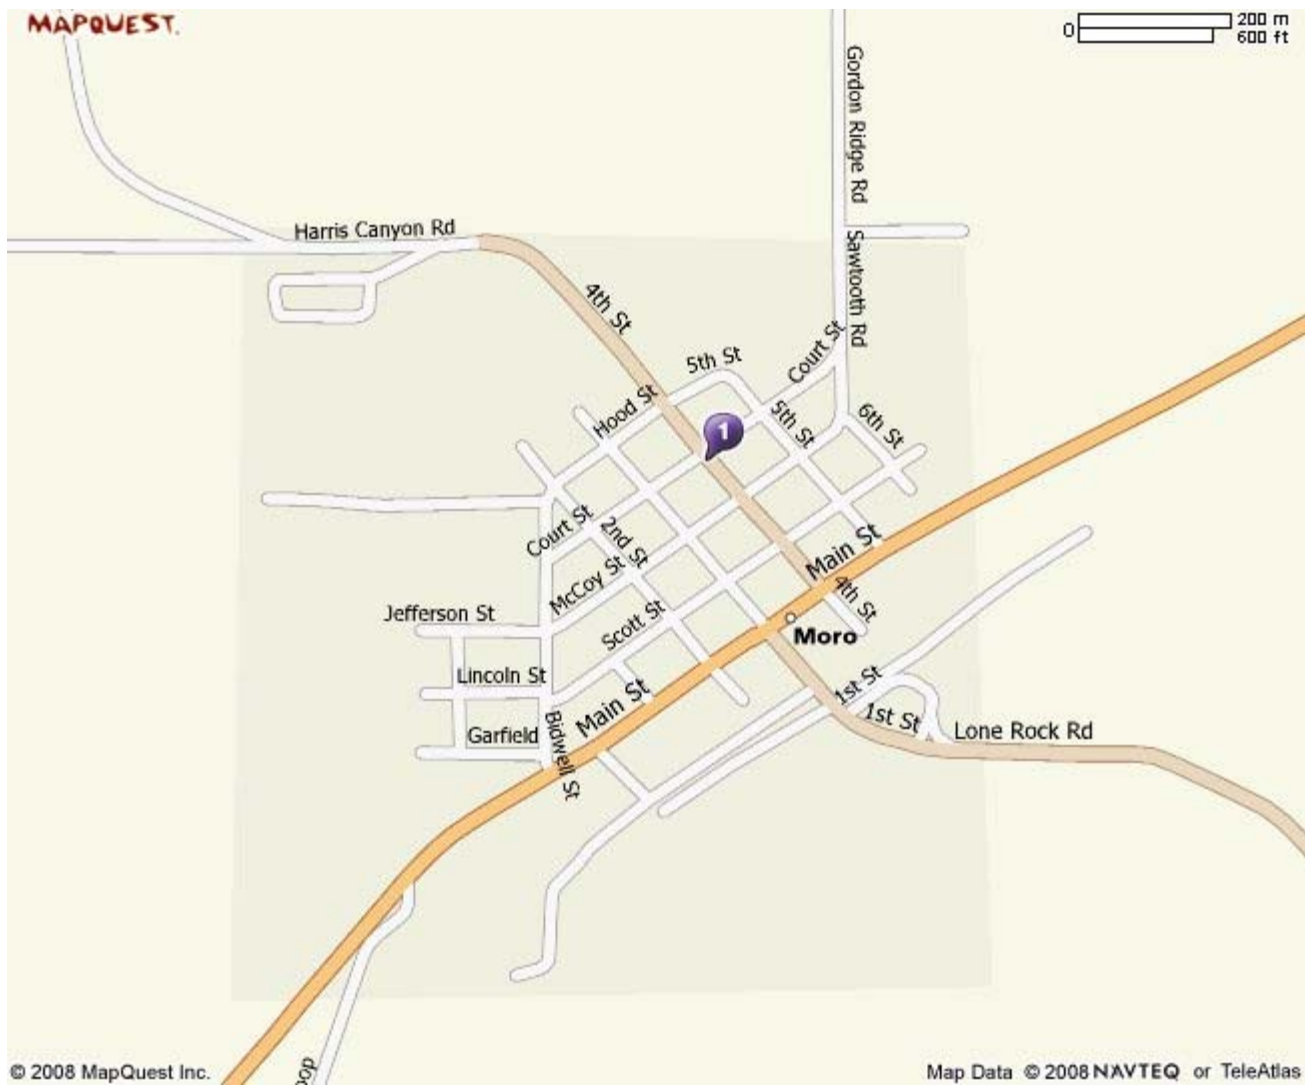 MAPQUEST.
0
200 m
600 ft
Gordon Ridge Rd
Harris Canyon Rd
Sawtooth Rd
4th St
Court St
5th St
Hood St
5th St
6th St
1
Court St
2nd St
Main St
McCoy St
4th St
Jefferson St
Scott St
Moro
Lincoln St
Main St
1st St
1st St
Lone Rock Rd
Garfield
Bidwell St
oop
© 2008 MapQuest Inc.
Map Data © 2008 NAVTEQ or TeleAtlas